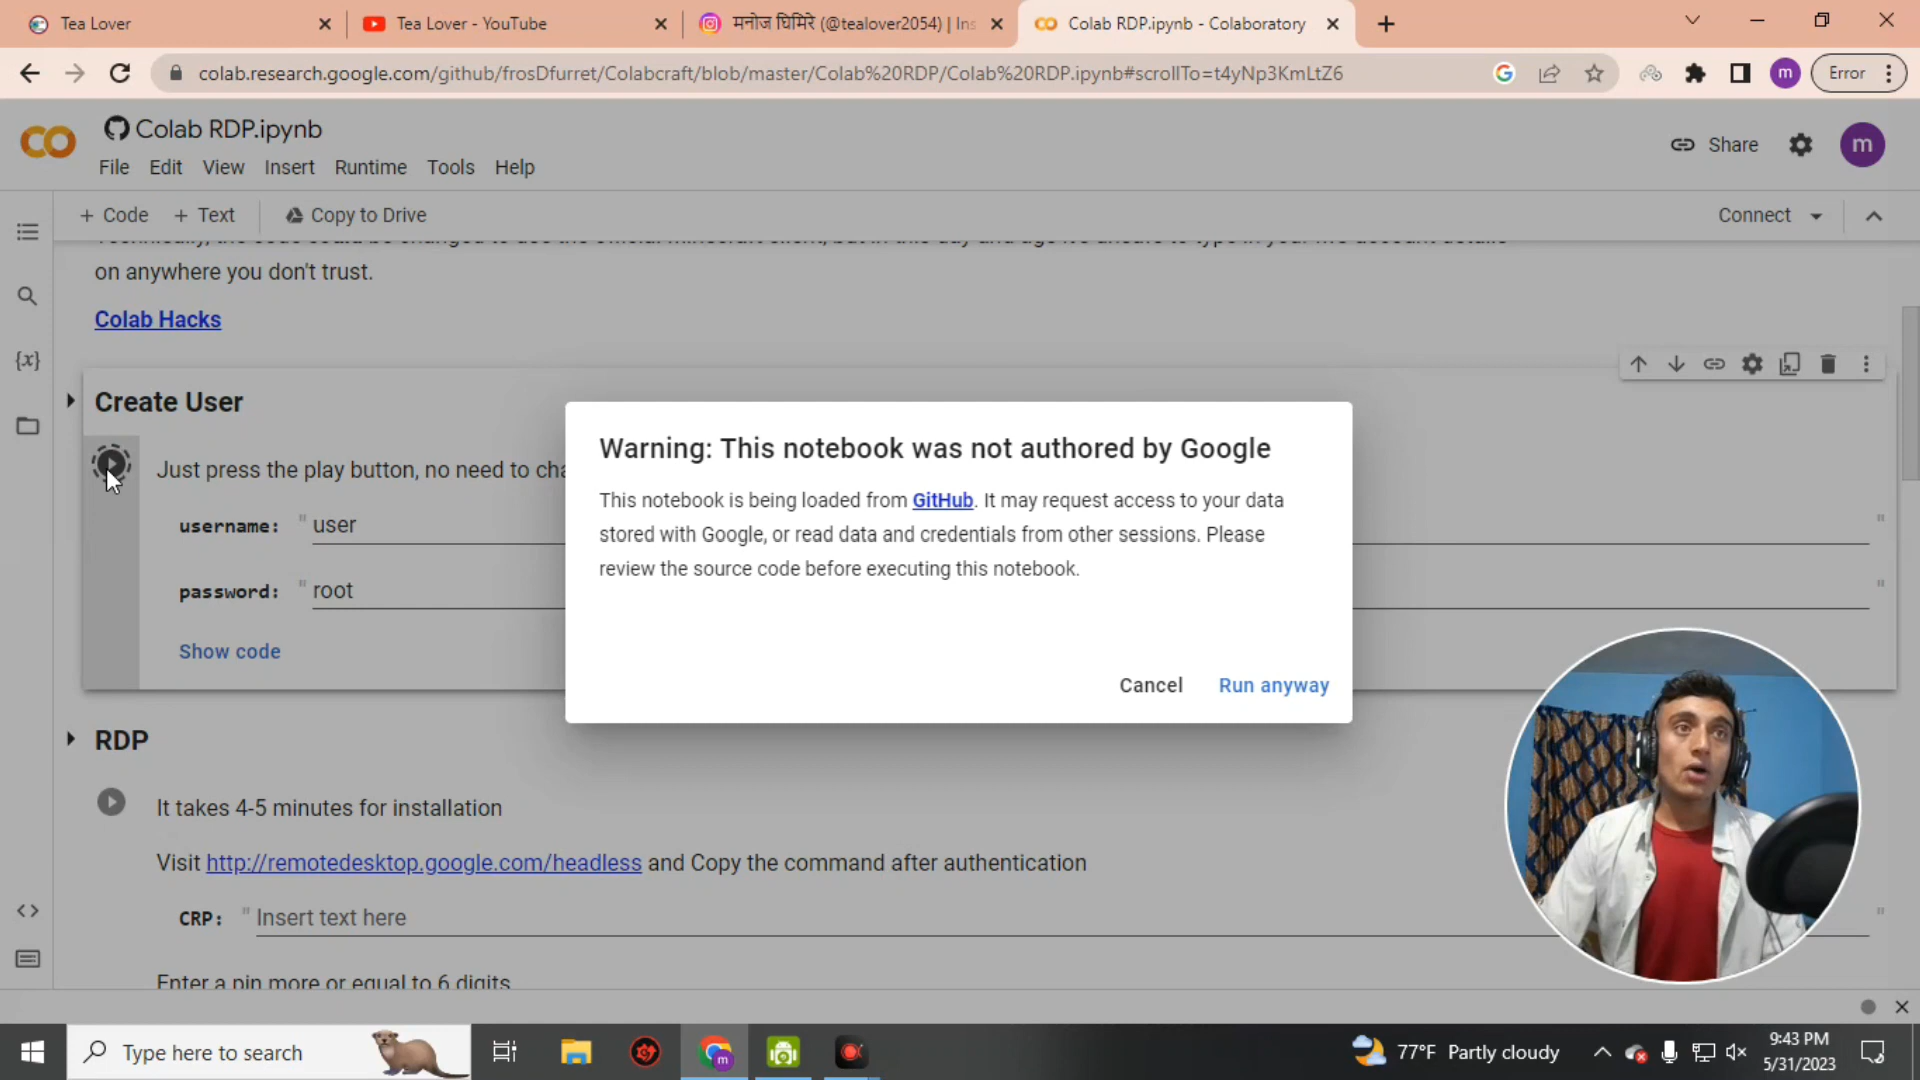 Tea Lover
Tea Lover - YouTube
मनोज घिमिरे (@tealover2054) | Ins
Colab RDP.ipynb - Colaboratory
colab.research.google.com/github/frosDfurret/Colabcraft/blob/master/Colab%20RDP/Colab%20RDP.ipynb#scrollTo=t4yNp3KmLtZ6
m
Error
Colab RDP.ipynb
File Edit View Insert Runtime Tools Help
Share
m
+ Code + Text Copy to Drive
Connect
on anywhere you don't trust.
Colab Hacks
Create User
Just press the play button, no need to cha
username: " user "
password: " root "
Show code
Warning: This notebook was not authored by Google
This notebook is being loaded from GitHub. It may request access to your data
stored with Google, or read data and credentials from other sessions. Please
review the source code before executing this notebook.
Cancel Run anyway
RDP
It takes 4-5 minutes for installation
Visit http://remotedesktop.google.com/headless and Copy the command after authentication
CRP: " Insert text here "
Enter a pin more or equal to 6 digits
Type here to search
m
77°F Partly cloudy
9:43 PM
5/31/2023